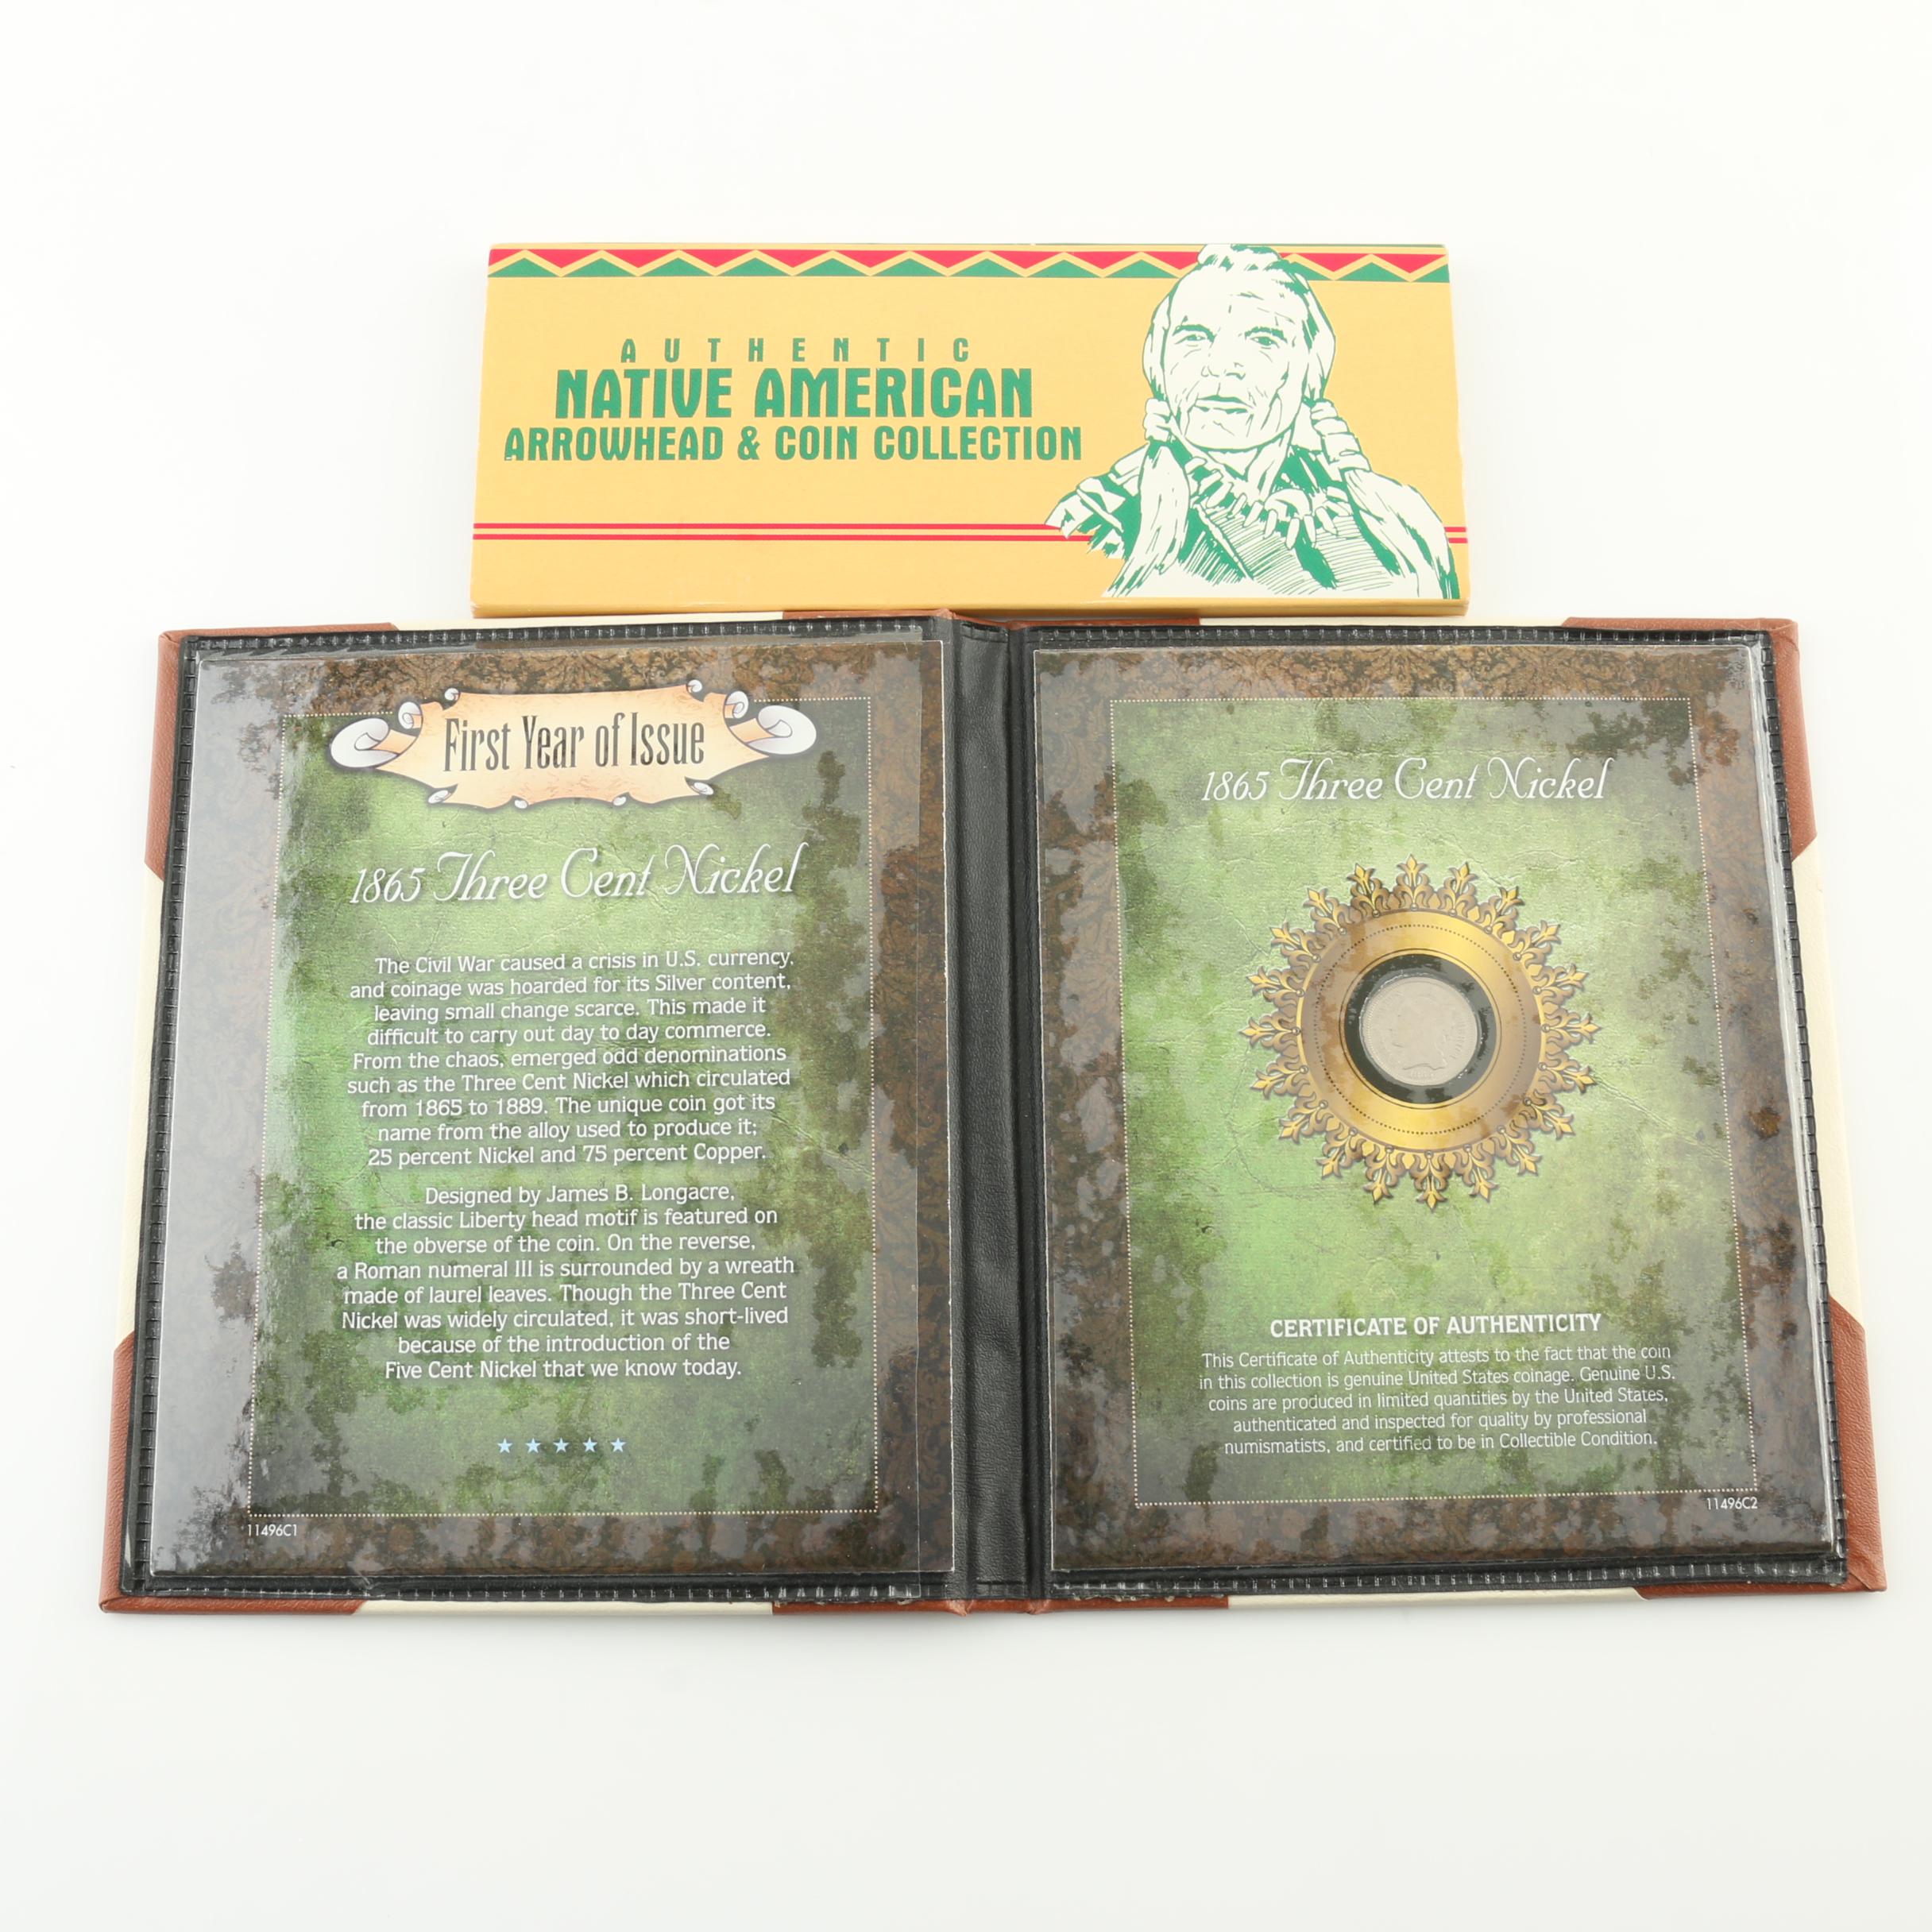 AUTHENTIC
NATIVE AMERICAN
ARROWHEAD & COIN COLLECTION
First Year of Issue
1865 Three Cent Nickel
The Civil War caused a crisis in U.S. currency,
and coinage was hoarded for its Silver content,
leaving small change scarce. This made it
difficult to carry out day to day commerce.
From the chaos, emerged odd denominations
such as the Three Cent Nickel which circulated
from 1865 to 1889. The unique coin got its
name from the alloy used to produce it;
25 percent Nickel and 75 percent Copper.
Designed by James B. Longacre,
the classic Liberty head motif is featured on
the obverse of the coin. On the reverse,
a Roman numeral III is surrounded by a wreath
made of laurel leaves. Though the Three Cent
Nickel was widely circulated, it was short-lived
because of the introduction of the
Five Cent Nickel that we know today.
11496C1
1865 Three Cent Nickel
CERTIFICATE OF AUTHENTICITY
This Certificate of Authenticity attests to the fact that the coin
in this collection is genuine United States coinage. Genuine U.S.
coins are produced in limited quantities by the United States,
authenticated and inspected for quality by professional
numismatists, and certified to be in Collectible Condition.
11496C2